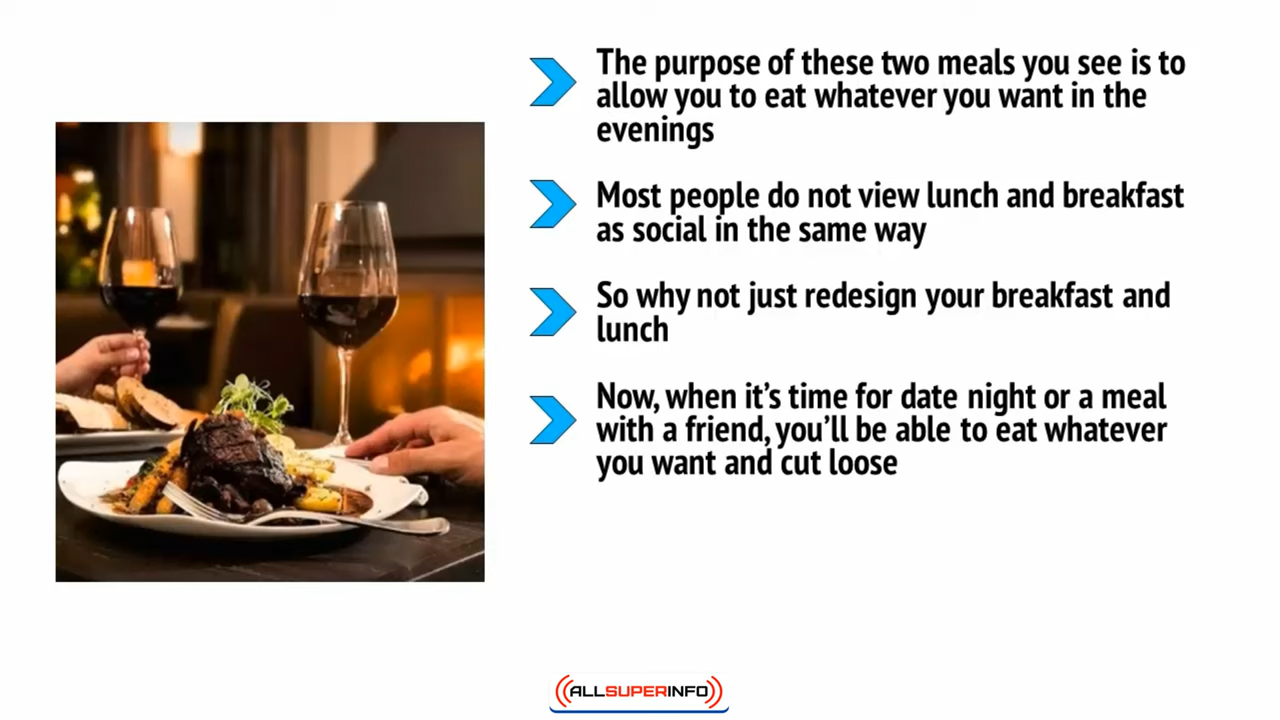 The purpose of these two meals you see is to
allow you to eat whatever you want in the
evenings
Most people do not view lunch and breakfast
as social in the same way
So why not just redesign your breakfast and
lunch
Now, when it’s time for date night or a meal
with a friend, you’ll be able to eat whatever
you want and cut loose
ALLSUPERINFO